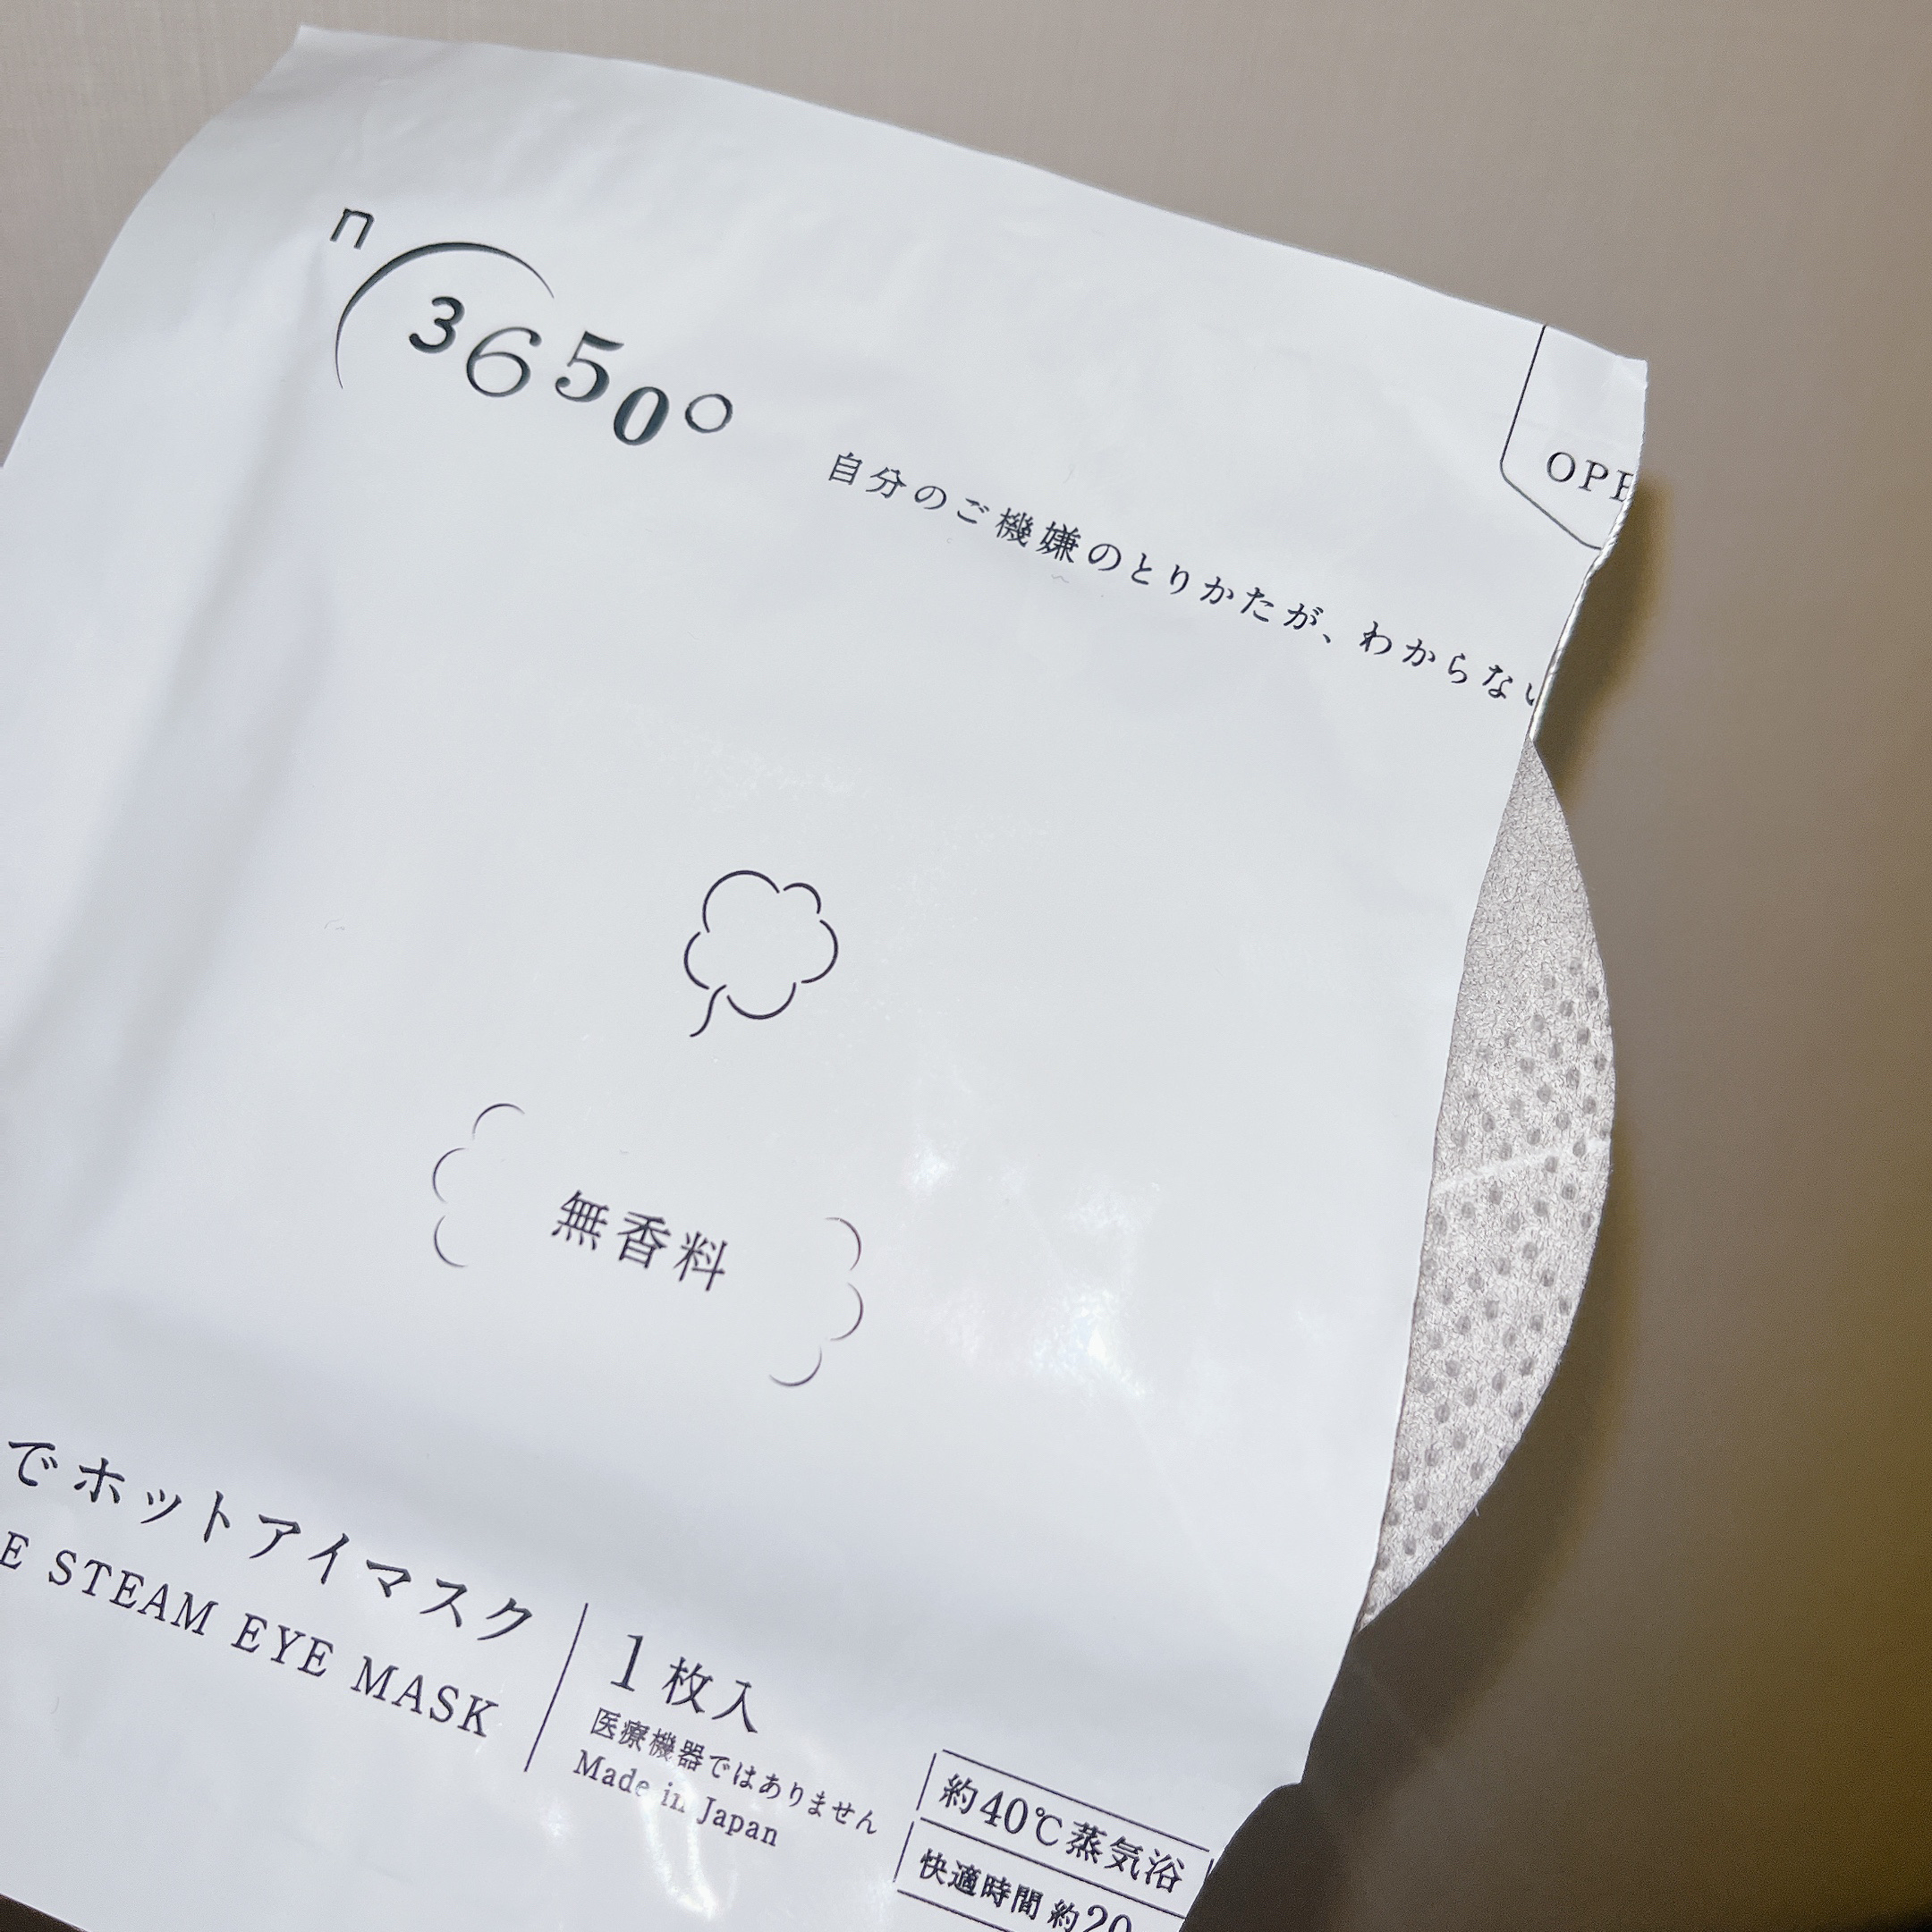 n
3650°
OPE
自分のご機嫌のとりかたが、わからない
無香料
でホットアイマスク
E STEAM EYE MASK
1枚入
医療機器ではありません
Made in Japan
約40℃蒸気浴
快適時間 約20